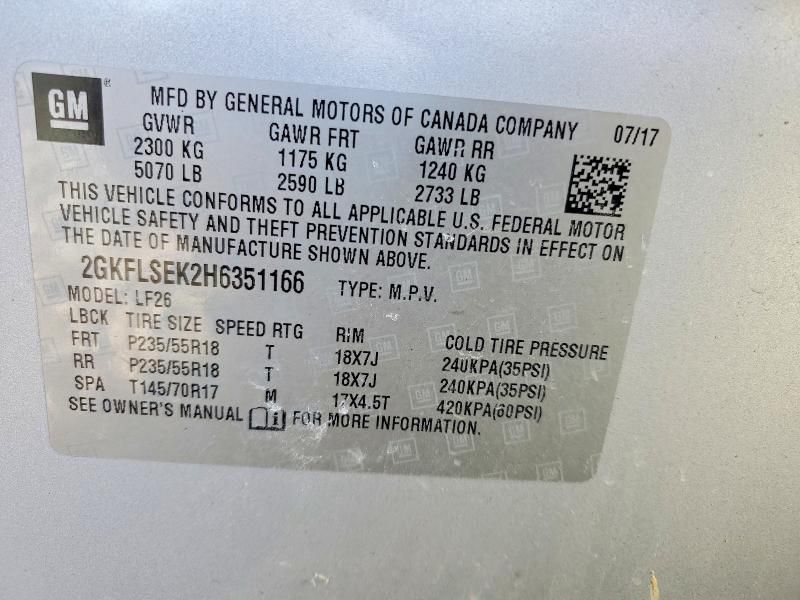 GM ® MFD BY GENERAL MOTORS OF CANADA COMPANY 07/17
GVWR GAWR FRT GAWR RR
2300 KG 1175 KG 1240 KG
5070 LB 2590 LB 2733 LB
THIS VEHICLE CONFORMS TO ALL APPLICABLE U.S. FEDERAL MOTOR
VEHICLE SAFETY AND THEFT PREVENTION STANDARDS IN EFFECT ON
THE DATE OF MANUFACTURE SHOWN ABOVE.
2GKFLSEK2H6351166 TYPE: M.P.V.
MODEL: LF26
LBCK TIRE SIZE SPEED RTG RIM COLD TIRE PRESSURE
FRT P235/55R18 T 18X7J 240KPA(35PSI)
RR P235/55R18 T 18X7J 240KPA(35PSI)
SPA T145/70R17 M 17X4.5T 420KPA(60PSI)
SEE OWNER'S MANUAL i FOR MORE INFORMATION.